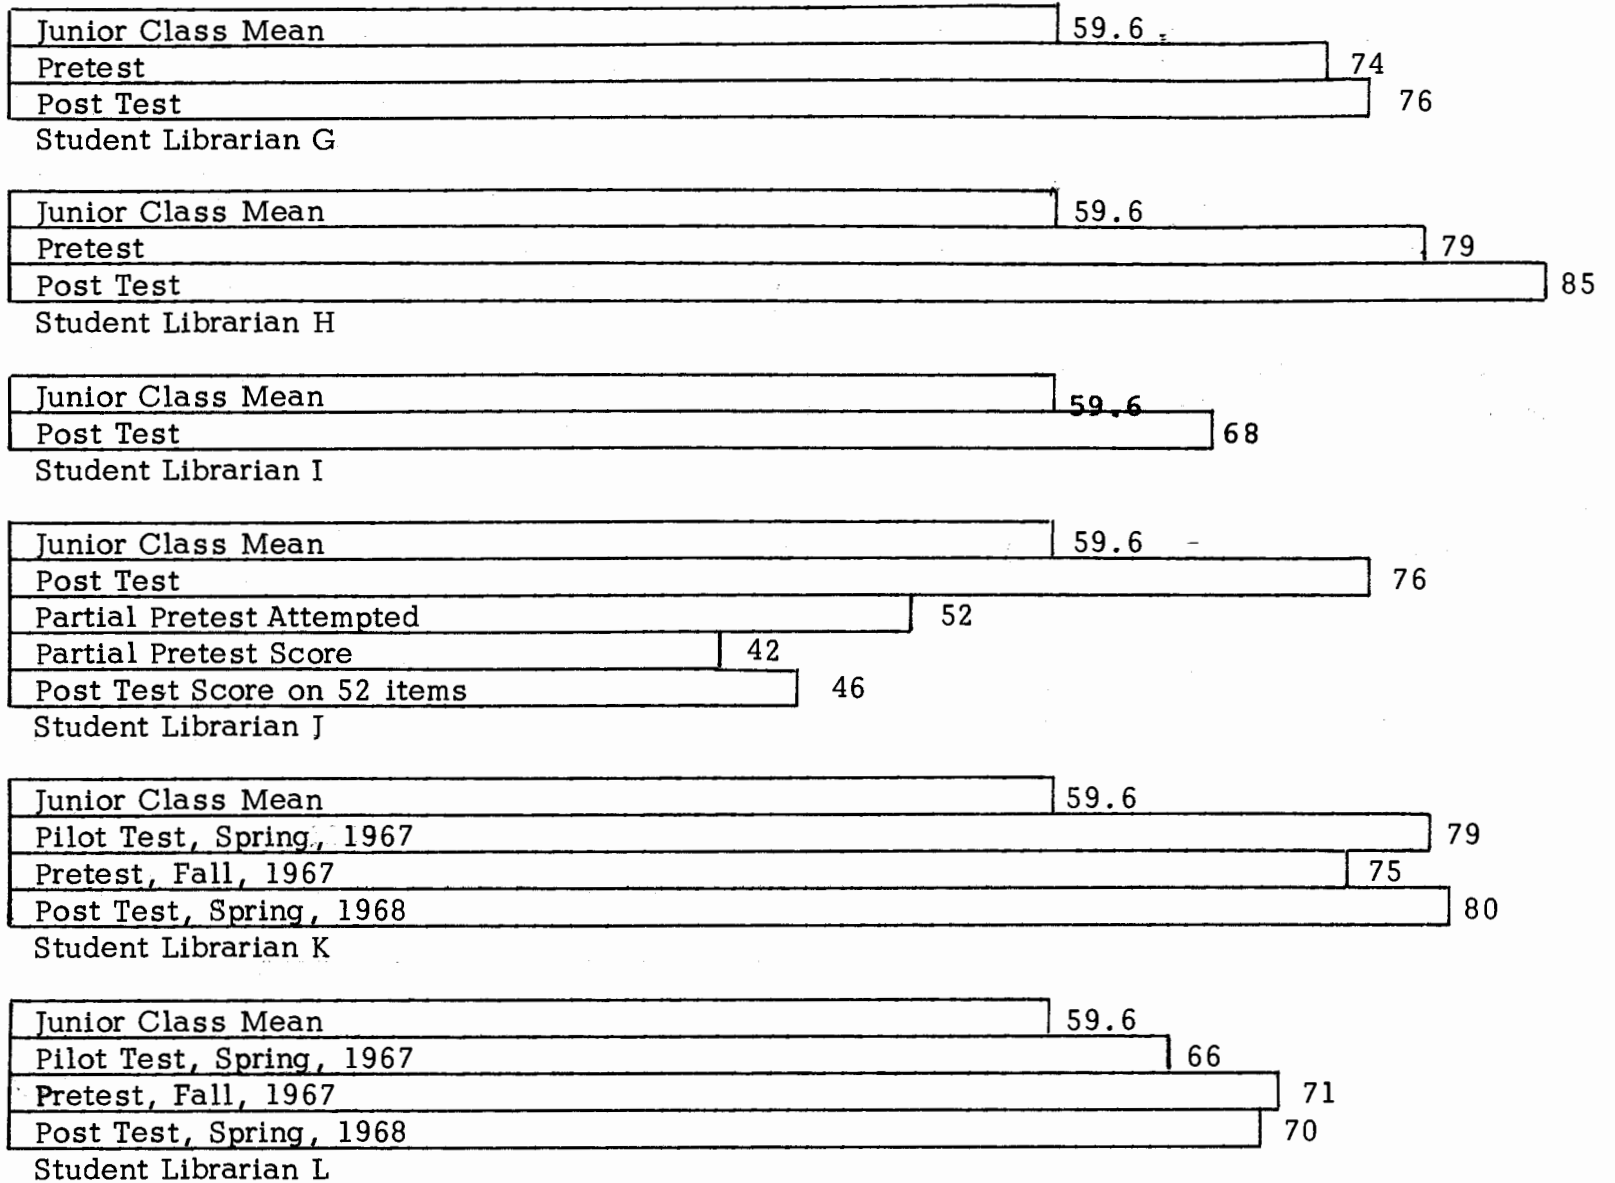 Junior Class Mean 59.6
Pretest 74
Post Test 76
Student Librarian G
Junior Class Mean 59.6
Pretest 79
Post Test 85
Student Librarian H
Junior Class Mean 59.6
Post Test 68
Student Librarian I
Junior Class Mean 59.6
Post Test 76
Partial Pretest Attempted 52
Partial Pretest Score 42
Post Test Score on 52 items 46
Student Librarian J
Junior Class Mean 59.6
Pilot Test, Spring, 1967 79
Pretest, Fall, 1967 75
Post Test, Spring, 1968 80
Student Librarian K
Junior Class Mean 59.6
Pilot Test, Spring, 1967 66
Pretest, Fall, 1967 71
Post Test, Spring, 1968 70
Student Librarian L